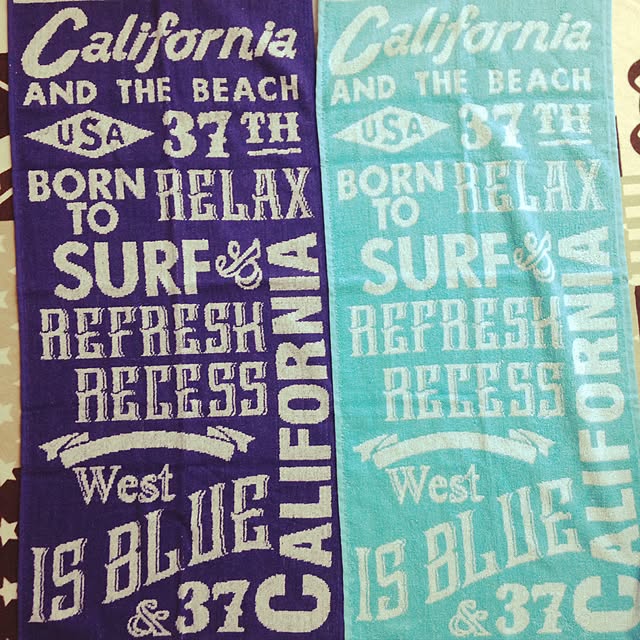 California
AND THE BEACH
USA 37TH
BORN TO RELAX
SURF &
REFRESH
RECESS
West
IS BLUE
& 37
CALIFORNIA
California
AND THE BEACH
USA 37TH
BORN TO RELAX
SURF &
REFRESH
RECESS
West
IS BLUE
& 37
CALIFORNIA